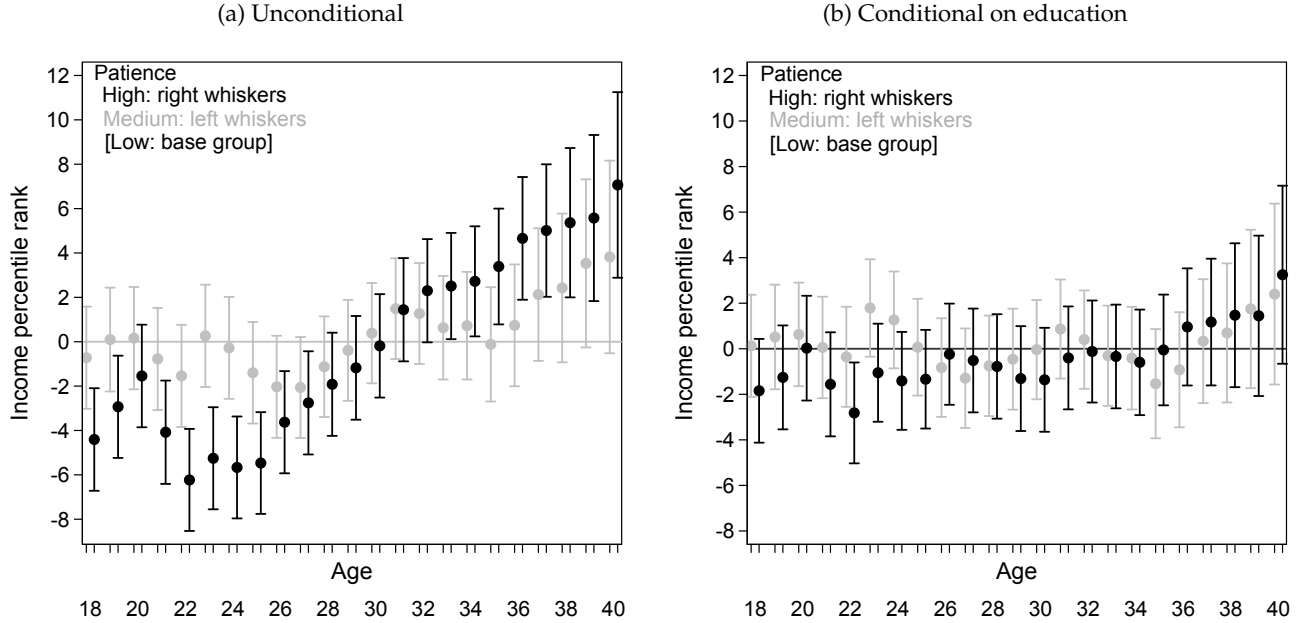 (a) Unconditional
Income percentile rank
12
10
8
6
4
2
0
-2
-4
-6
-8
Patience
High: right whiskers
Medium: left whiskers
[Low: base group]
Age
18 20 22 24 26 28 30 32 34 36 38 40
(b) Conditional on education
Income percentile rank
12
10
8
6
4
2
0
-2
-4
-6
-8
Patience
High: right whiskers
Medium: left whiskers
[Low: base group]
Age
18 20 22 24 26 28 30 32 34 36 38 40